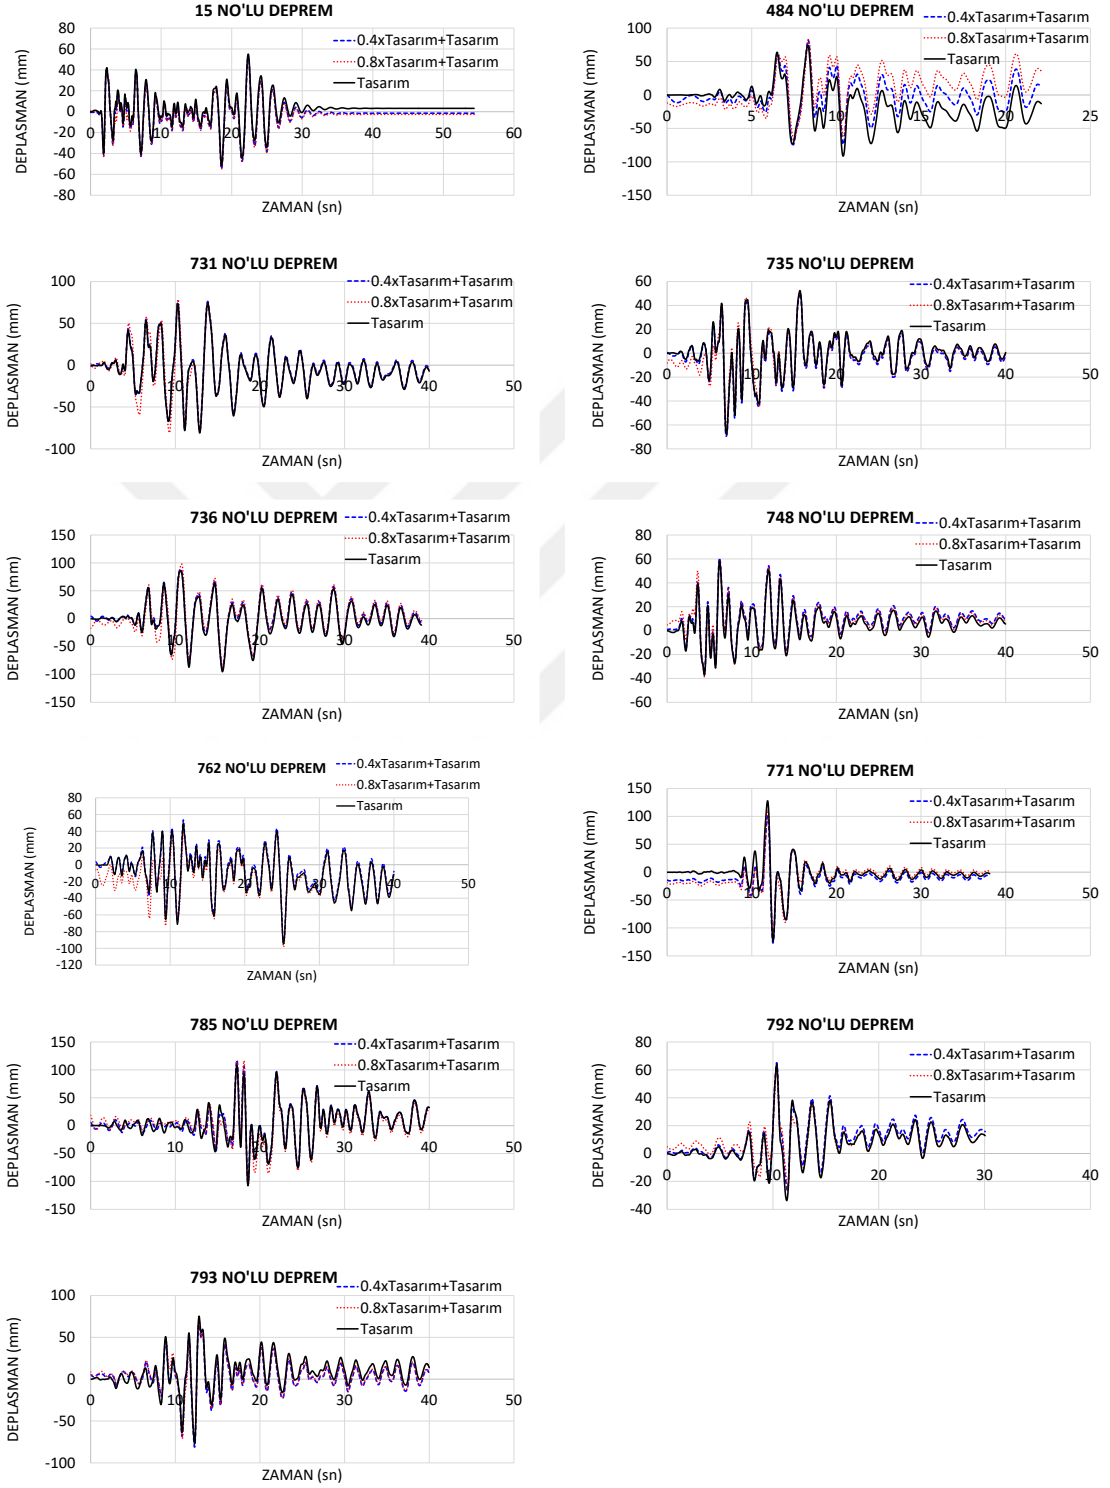 15 NO'LU DEPREM
0.4xTasarım+Tasarım
0.8xTasarım+Tasarım
Tasarım
DEPLASMAN (mm)
80
60
40
20
0
-20
-40
-60
-80
0 10 20 30 40 50 60
ZAMAN (sn)
484 NO'LU DEPREM
0.4xTasarım+Tasarım
0.8xTasarım+Tasarım
Tasarım
DEPLASMAN (mm)
100
50
0
-50
-100
-150
0 5 10 15 20 25
ZAMAN (sn)
731 NO'LU DEPREM
0.4xTasarım+Tasarım
0.8xTasarım+Tasarım
Tasarım
DEPLASMAN (mm)
100
50
0
-50
-100
0 10 20 30 40 50
ZAMAN (sn)
735 NO'LU DEPREM
0.4xTasarım+Tasarım
0.8xTasarım+Tasarım
Tasarım
DEPLASMAN (mm)
60
40
20
0
-20
-40
-60
-80
0 10 20 30 40 50
ZAMAN (sn)
736 NO'LU DEPREM
0.4xTasarım+Tasarım
0.8xTasarım+Tasarım
Tasarım
DEPLASMAN (mm)
150
100
50
0
-50
-100
-150
0 10 20 30 40 50
ZAMAN (sn)
748 NO'LU DEPREM
0.4xTasarım+Tasarım
0.8xTasarım+Tasarım
Tasarım
DEPLASMAN (mm)
80
60
40
20
0
-20
-40
-60
0 10 20 30 40 50
ZAMAN (sn)
762 NO'LU DEPREM
0.4xTasarım+Tasarım
0.8xTasarım+Tasarım
Tasarım
DEPLASMAN (mm)
80
60
40
20
0
-20
-40
-60
-80
-100
-120
0 10 20 30 40 50
ZAMAN (sn)
771 NO'LU DEPREM
0.4xTasarım+Tasarım
0.8xTasarım+Tasarım
Tasarım
DEPLASMAN (mm)
150
100
50
0
-50
-100
-150
0 10 20 30 40 50
ZAMAN (sn)
785 NO'LU DEPREM
0.4xTasarım+Tasarım
0.8xTasarım+Tasarım
Tasarım
DEPLASMAN (mm)
150
100
50
0
-50
-100
-150
0 10 20 30 40 50
ZAMAN (sn)
792 NO'LU DEPREM
0.4xTasarım+Tasarım
0.8xTasarım+Tasarım
Tasarım
DEPLASMAN (mm)
80
60
40
20
0
-20
-40
0 10 20 30 40
ZAMAN (sn)
793 NO'LU DEPREM
0.4xTasarım+Tasarım
0.8xTasarım+Tasarım
Tasarım
DEPLASMAN (mm)
100
50
0
-50
-100
0 10 20 30 40 50
ZAMAN (sn)